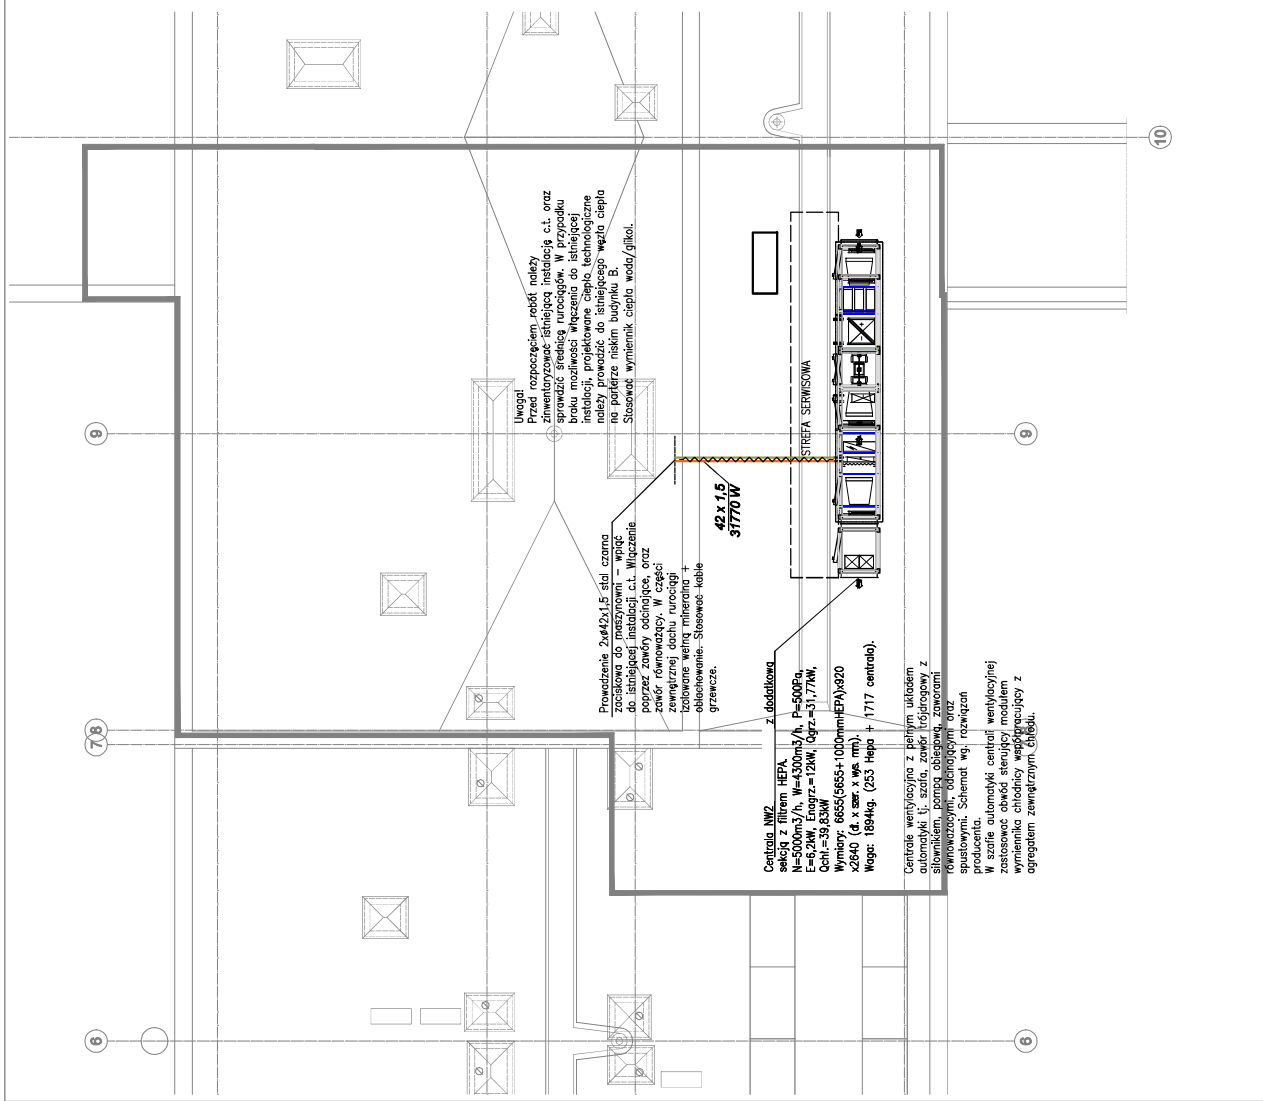 Uwaga!
Przed rozpoczęciem robót należy
zinwentaryzować istniejącą instalację c.t. oraz
sprawdzić średnicę rurociągów. W przypadku
braku możliwości włączenia do istniejącej
instalacji, projektowane ciepło technologiczne
należy prowadzić do istniejącego węzła ciepła
na parterze niskim budynku B.
Stosować wymiennik ciepła woda/glikol.
STREFA SERWISOWA
42 x 1,5
31770 W
Prowadzenie 2xø42x1,5 stal czarna
zaciskowa do maszynowni – wpiąć
do istniejącej instalacji c.t. Włączenie
poprzez zawory odcinające, oraz
zawór równoważący. W części
zewnętrznej dachu rurociągi
izolowane wełną mineralna +
oblachowanie. Stosować kable
grzewcze.
Centrala NW2 z dodatkową
sekcją z filtrem HEPA.
N=5000m3/h, W=4300m3/h, P=500Pa,
E=6,2kW, Enagrz.=12kW, Qgrz.=31,77kW,
Qchł.=39,83kW
Wymiary: 6655(5655+1000mmHEPA)x920
x2640 (dł. x szer. x wys. mm).
Waga: 1894kg. (253 Hepa + 1717 centrala).
Centrale wentylacyjna z pełnym układem
automatyki tj. szafa, zawór trójdrogowy z
siłownikiem, pompą obiegową, zaworami
równoważącymi, odcinającymi oraz
spustowymi. Schemat wg. rozwiązań
producenta.
W szafie automatyki centrali wentylacyjnej
zastosować obwód sterujący modułem
wymiennika chłodnicy współpracujący z
agregatem zewnętrznym chłodu.
10
9
9
8
7
6
6